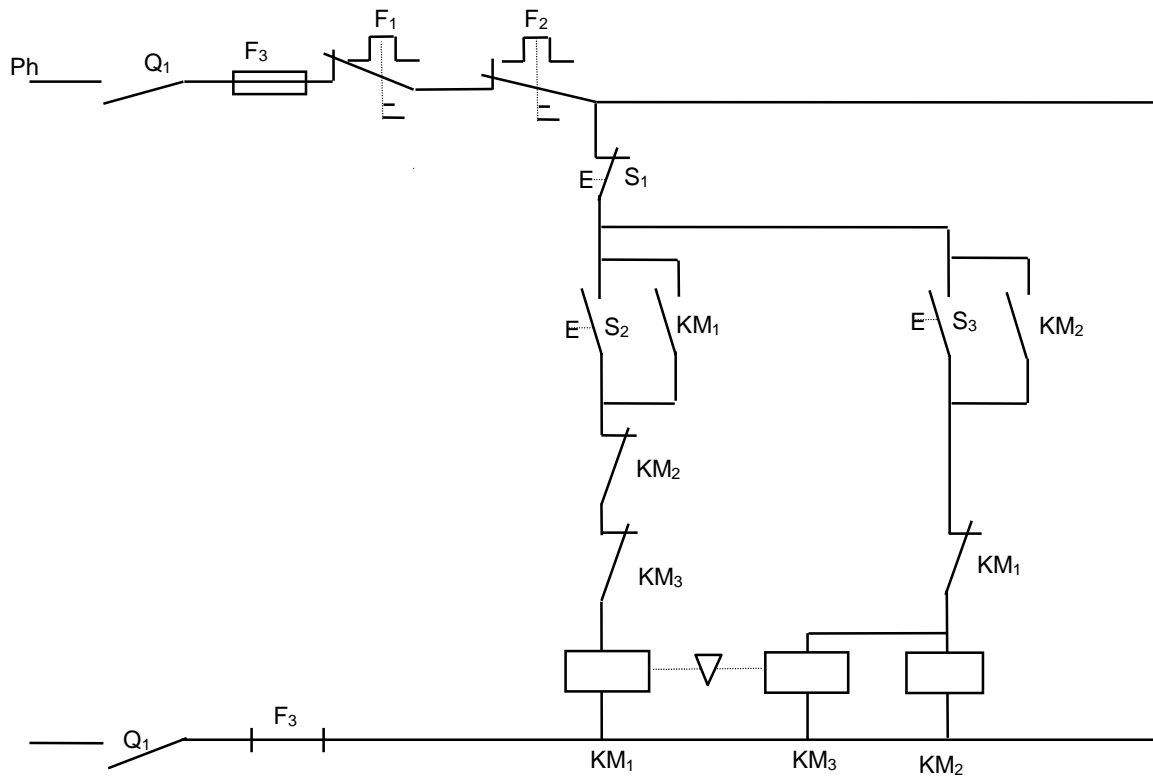 F₁ F₂
Ph Q₁ F₃
E S₁
E S₂ KM₁ E S₃ KM₂
KM₂
KM₃ KM₁
Q₁ F₃
KM₁ KM₃ KM₂